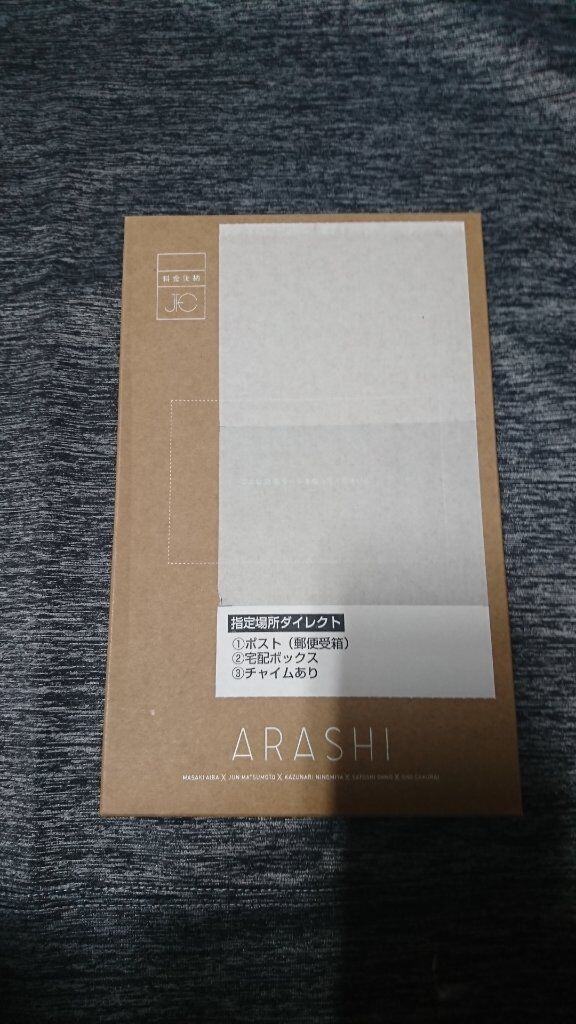 料金後納
JFC
指定場所ダイレクト
①ポスト（郵便受箱）
②宅配ボックス
③チャイムあり
ARASHI
MASAKI AIBA X JUN MATSUMOTO X KAZUNARI NINOMIYA X SATOSHI OHNO X SHO SAKURAI